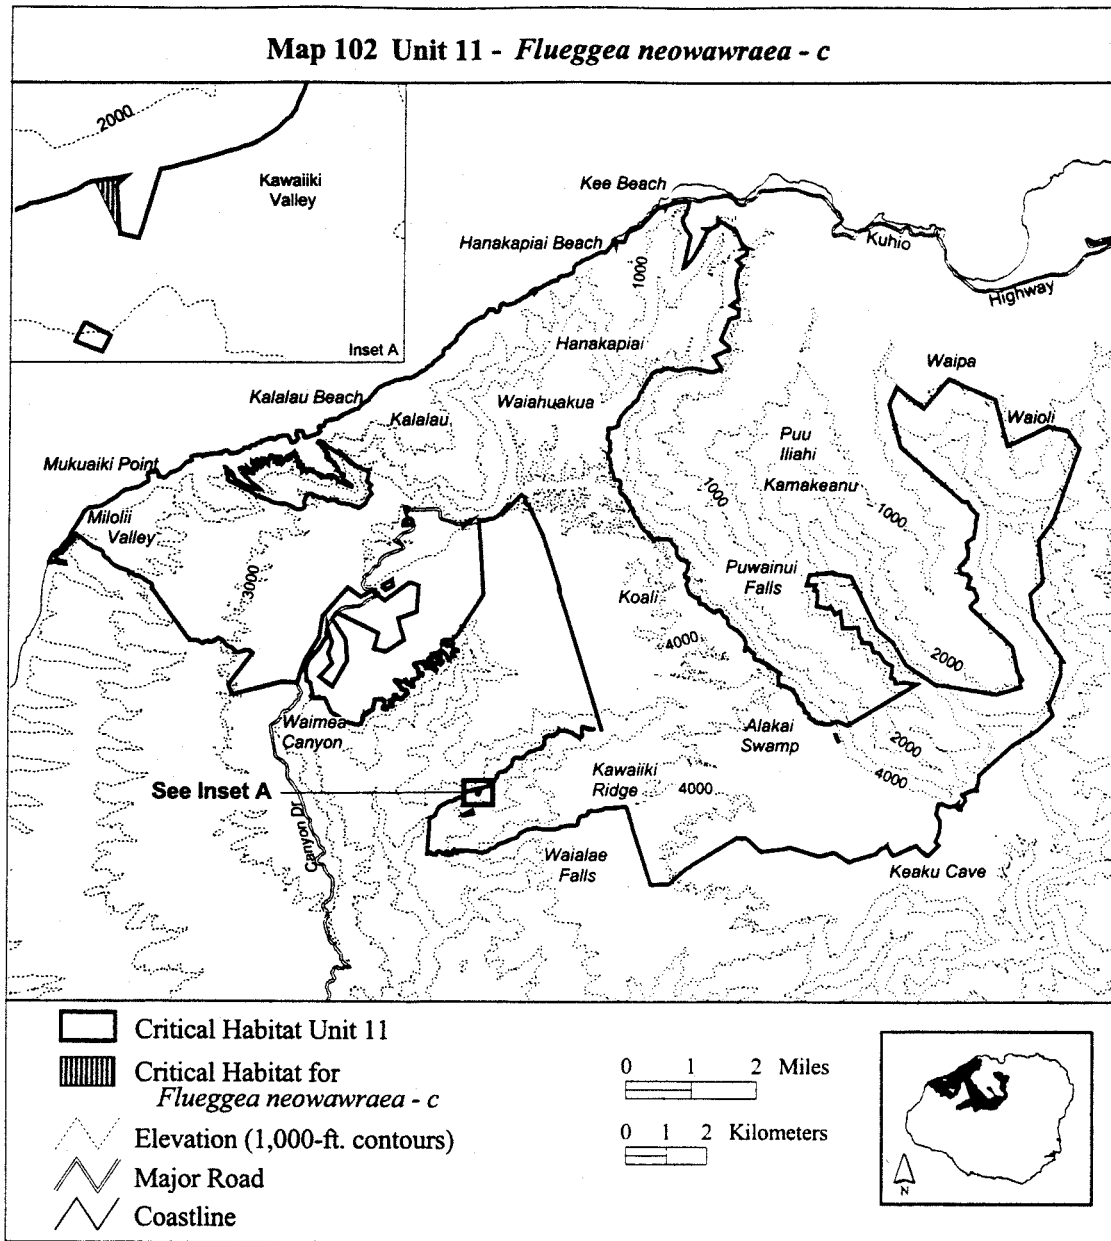 Map 102 Unit 11 - Flueggea neowawraea - c
2000
Kawaiiki
Valley
Inset A
Kee Beach
Hanakapiai Beach
Kuhio
Highway
1000
Hanakapiai
Waipa
Kalalau Beach
Waiahuakua
Kalalau
Waioli
Puu
Iliahi
Mukuaiki Point
Kamakeanu
1000
1000
Milolii
Valley
3000
Puwainui
Falls
Koali
4000
2000
Waimea
Canyon
Alakai
Swamp
2000
See Inset A
Kawaiiki
Ridge
4000
4000
Canyon Dr
Waialae
Falls
Keaku Cave
Critical Habitat Unit 11
Critical Habitat for
Flueggea neowawraea - c
Elevation (1,000-ft. contours)
Major Road
Coastline
0 1 2 Miles
0 1 2 Kilometers
N